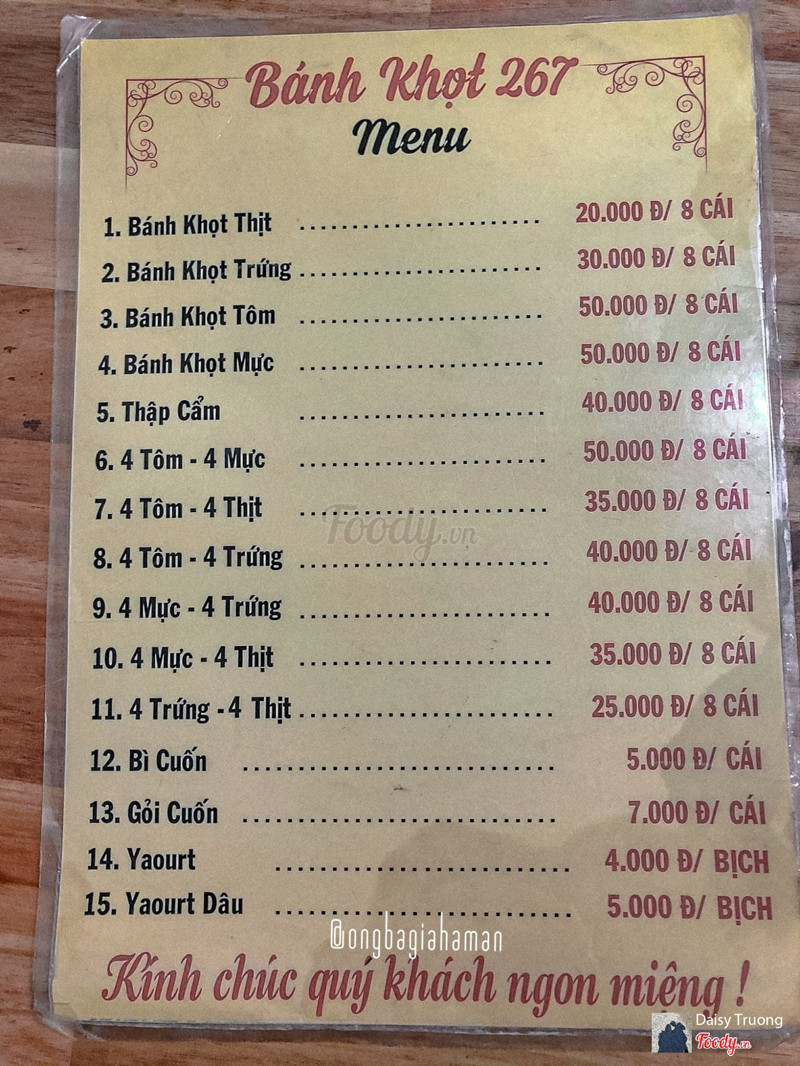 Bánh Khọt 267
Menu
1. Bánh Khọt Thịt ........................ 20.000 Đ/ 8 CÁI
2. Bánh Khọt Trứng ........................ 30.000 Đ/ 8 CÁI
3. Bánh Khọt Tôm ........................ 50.000 Đ/ 8 CÁI
4. Bánh Khọt Mực ........................ 50.000 Đ/ 8 CÁI
5. Thập Cẩm ........................ 40.000 Đ/ 8 CÁI
6. 4 Tôm - 4 Mực ........................ 50.000 Đ/ 8 CÁI
7. 4 Tôm - 4 Thịt ........................ 35.000 Đ/ 8 CÁI
Foody.vn
8. 4 Tôm - 4 Trứng ........................ 40.000 Đ/ 8 CÁI
9. 4 Mực - 4 Trứng ........................ 40.000 Đ/ 8 CÁI
10. 4 Mực - 4 Thịt ........................ 35.000 Đ/ 8 CÁI
11. 4 Trứng - 4 Thịt ........................ 25.000 Đ/ 8 CÁI
12. Bì Cuốn ............................. 5.000 Đ/ CÁI
13. Gỏi Cuốn ............................. 7.000 Đ/ CÁI
14. Yaourt ........................... 4.000 Đ/ BỊCH
15. Yaourt Dâu ........................... 5.000 Đ/ BỊCH
@ongbagiahaman
Kính chúc quý khách ngon miêng !
Daisy Truong
Foody.vn